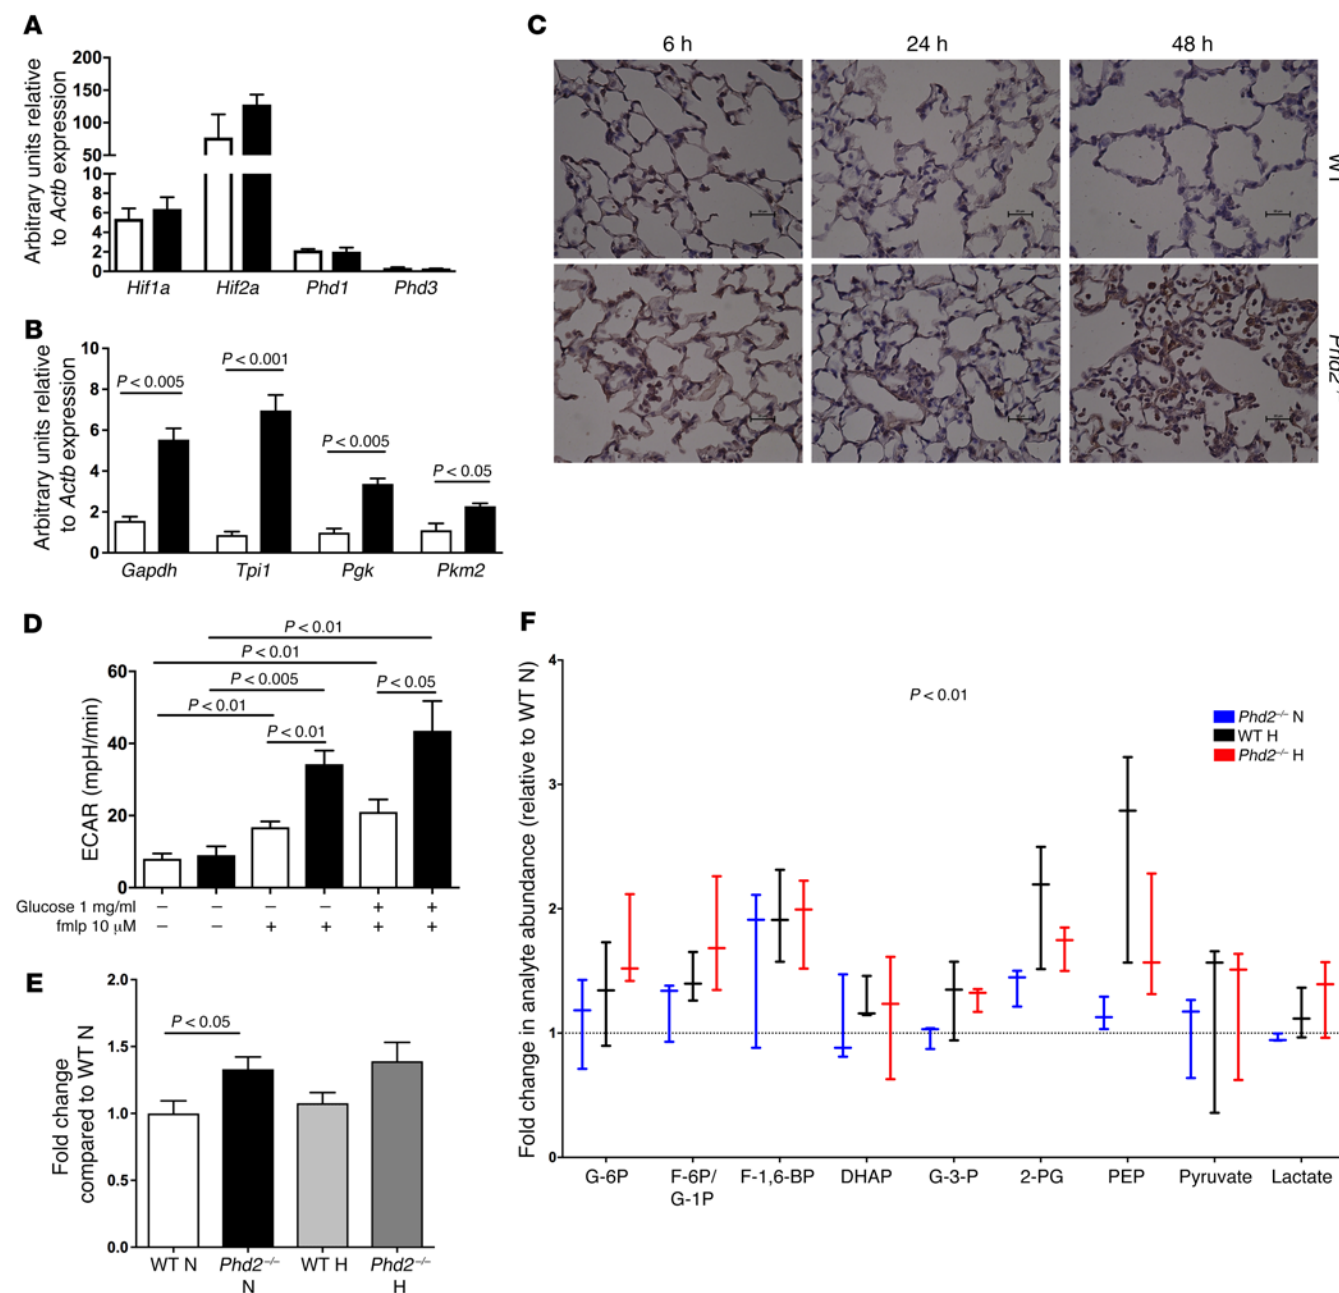 A
Arbitrary units relative
to Actb expression
200
150
100
50
10
8
6
4
2
0
Hif1a Hif2a Phd1 Phd3
B
Arbitrary units relative
to Actb expression
10
8
6
4
2
0
P < 0.005
P < 0.001
P < 0.005
P < 0.05
Gapdh Tpi1 Pgk Pkm2
C
6 h 24 h 48 h
WT
D
ECAR (mpH/min)
60
40
20
0
P < 0.01
P < 0.01
P < 0.005
P < 0.05
P < 0.01
P < 0.01
Glucose 1 mg/ml – – – – + +
fmlp 10 μM – – + + + +
E
Fold change
compared to WT N
2.0
1.5
1.0
0.5
0.0
P < 0.05
WT N Phd2–/– WT H Phd2–/–
N H
F
Fold change in analyte abundance (relative to WT N)
4
3
2
1
0
P < 0.01
Phd2–/– N
WT H
Phd2–/– H
G-6P F-6P/ F-1,6-BP DHAP G-3-P 2-PG PEP Pyruvate Lactate
G-1P